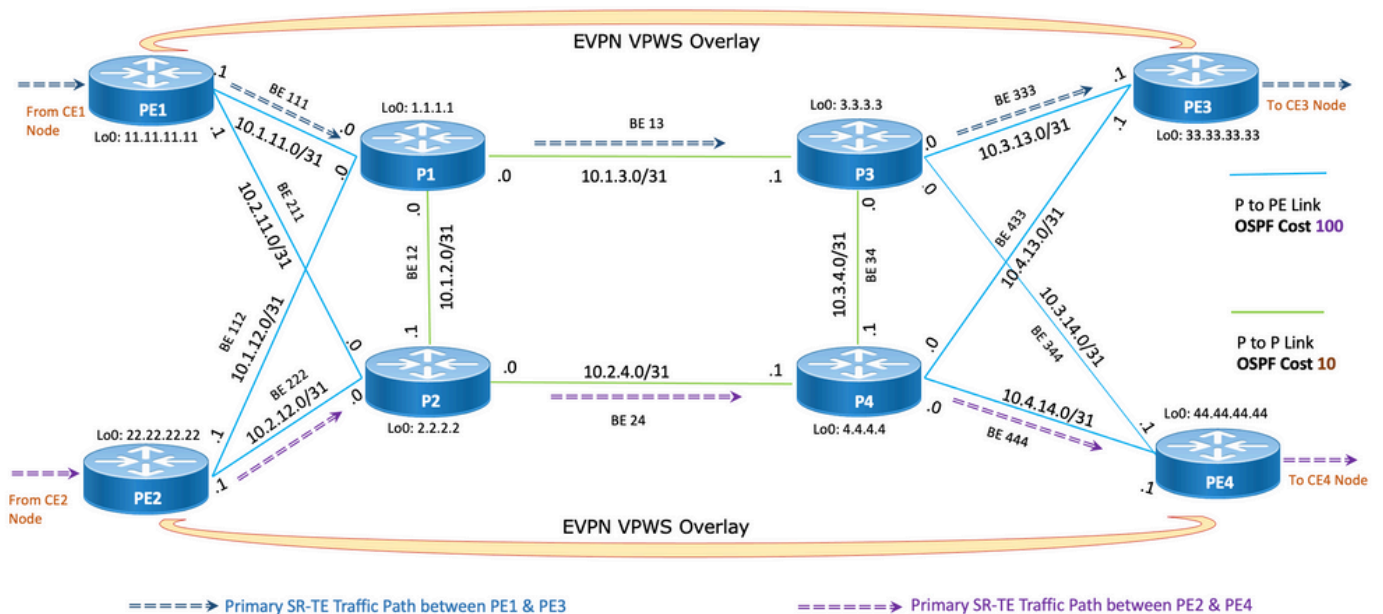 EVPN VPWS Overlay
PE1
From CE1
Node
Lo0: 11.11.11.11
.1
BE 111
10.1.11.0/31
.0
.1
BE 211
10.2.11.0/31
.0
Lo0: 1.1.1.1
P1
.0
BE 13
10.1.3.0/31
.1
Lo0: 3.3.3.3
P3
.0
BE 333
10.3.13.0/31
.1
PE3
To CE3 Node
Lo0: 33.33.33.33
.1
.0
.0
BE 12
10.1.2.0/31
.1
.0
10.3.4.0/31
BE 34
.1
BE 433
10.4.13.0/31
10.3.14.0/31
BE 344
P to PE Link
OSPF Cost 100
BE 112
10.1.12.0/31
.0
BE 222
10.2.12.0/31
.0
P2
Lo0: 2.2.2.2
.0
10.2.4.0/31
.1
BE 24
P4
Lo0: 4.4.4.4
.0
.0
10.4.14.0/31
BE 444
.1
.1
P to P Link
OSPF Cost 10
Lo0: 22.22.22.22
.1
PE2
.1
From CE2
Node
Lo0: 44.44.44.44
PE4
To CE4 Node
EVPN VPWS Overlay
Primary SR-TE Traffic Path between PE1 & PE3
Primary SR-TE Traffic Path between PE2 & PE4